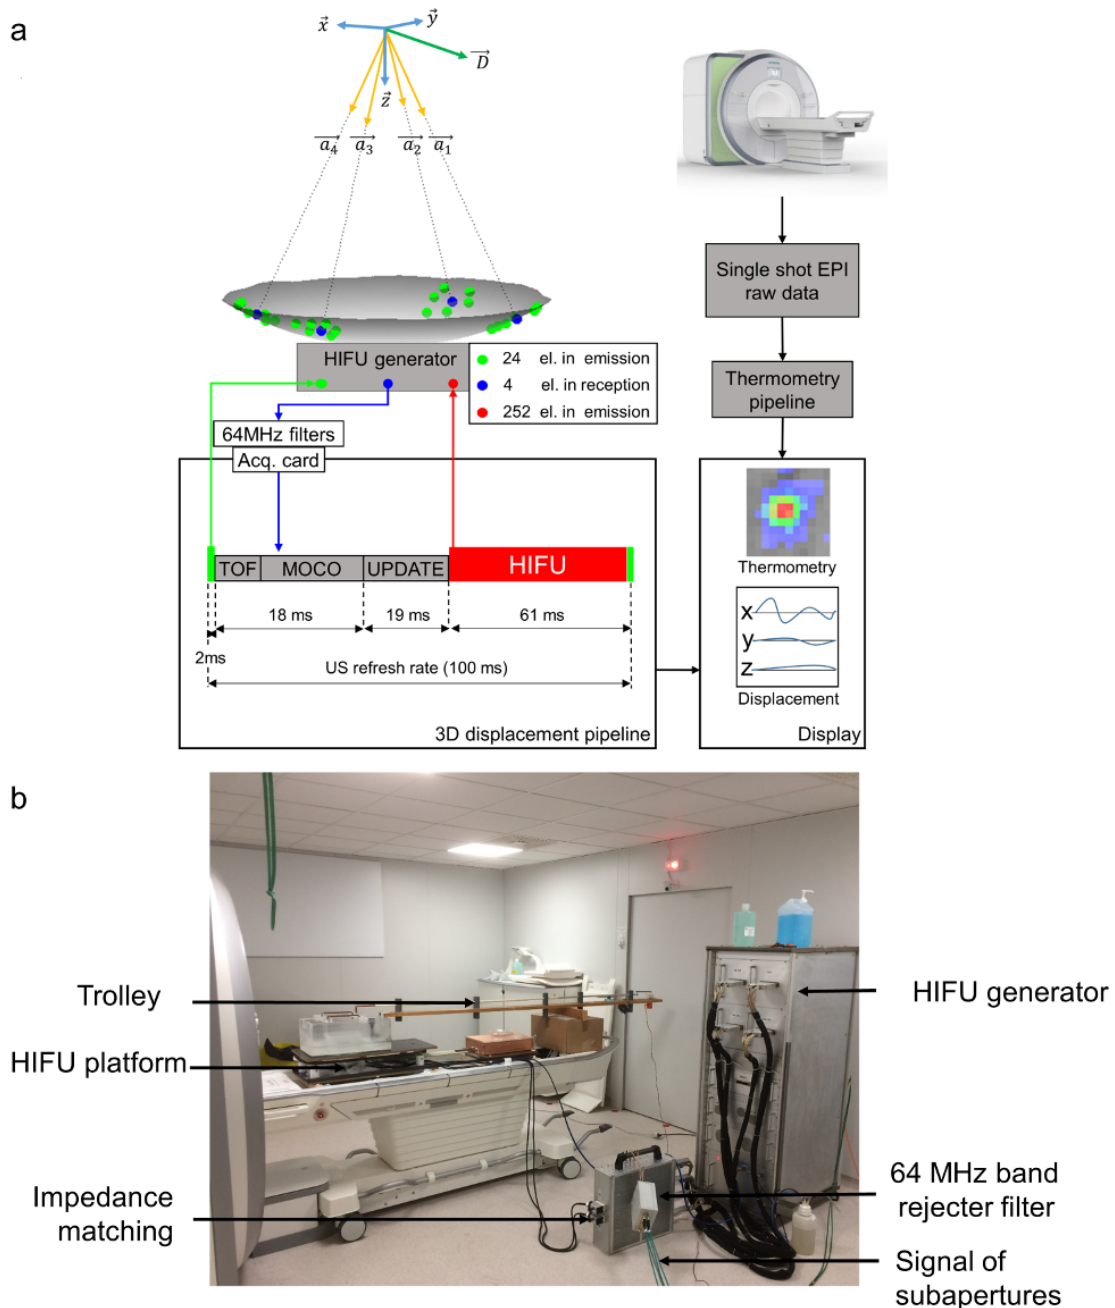 a
x⃗
y⃗
D⃗
z⃗
a₄⃗ a₃⃗ a₂⃗ a₁⃗
Single shot EPI
raw data
HIFU generator
24 el. in emission
4 el. in reception
252 el. in emission
Thermometry
pipeline
64MHz filters
Acq. card
TOF MOCO UPDATE HIFU
18 ms 19 ms 61 ms
2ms
US refresh rate (100 ms)
3D displacement pipeline
Thermometry
x
y
z
Displacement
Display
b
Trolley
HIFU platform
Impedance
matching
HIFU generator
64 MHz band
rejecter filter
Signal of
subapertures